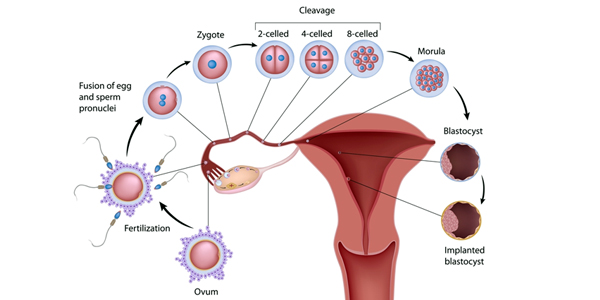 Cleavage
Zygote
2-celled
4-celled
8-celled
Morula
Fusion of egg
and sperm
pronuclei
Blastocyst
Fertilization
Implanted
blastocyst
Ovum